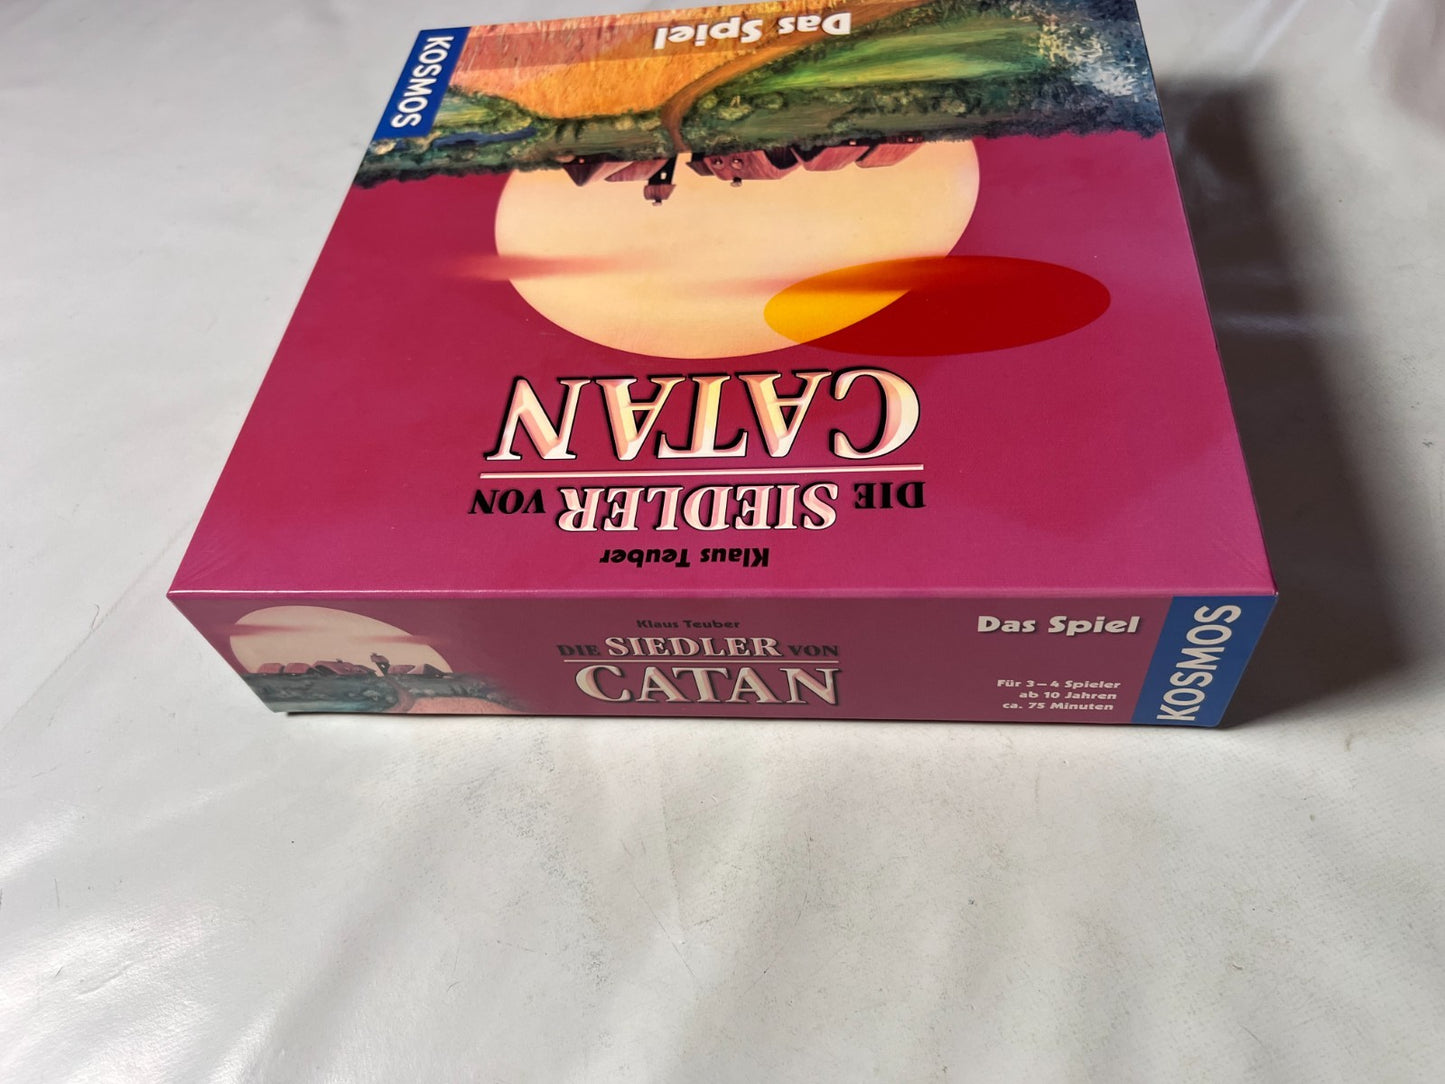 Klaus Teuber
DIE SIEDLER VON
CATAN
Das Spiel
KOSMOS
Klaus Teuber
DIE SIEDLER VON
CATAN
Das Spiel
Für 3–4 Spieler
ab 10 Jahren
ca. 75 Minuten
KOSMOS